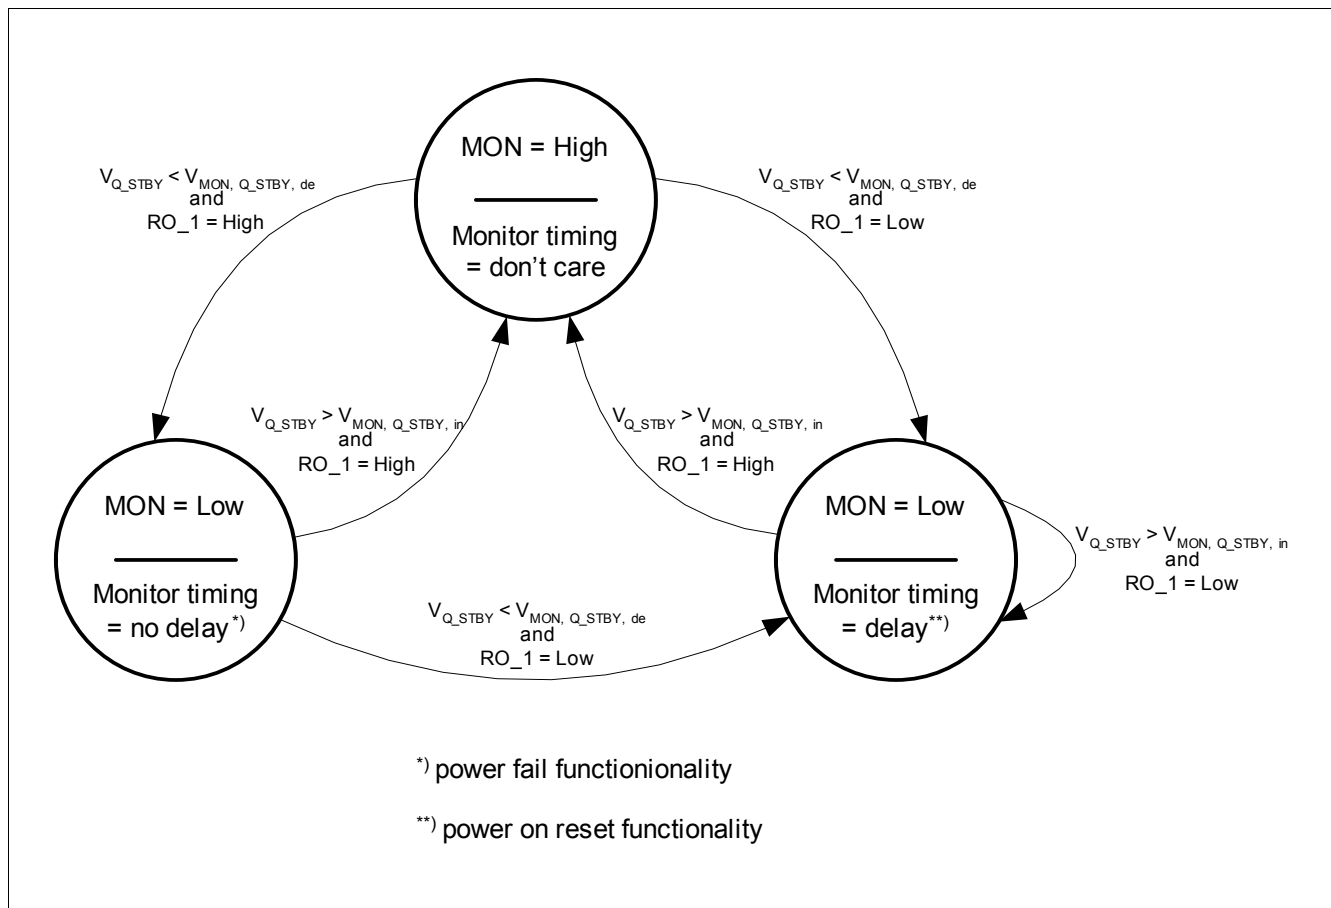 MON = High
Monitor timing
= don't care
V_Q_STBY < V_MON, Q_STBY, de
and
RO_1 = High
V_Q_STBY < V_MON, Q_STBY, de
and
RO_1 = Low
V_Q_STBY > V_MON, Q_STBY, in
and
RO_1 = High
V_Q_STBY > V_MON, Q_STBY, in
and
RO_1 = High
MON = Low
Monitor timing
= no delay*)
MON = Low
Monitor timing
= delay**)
V_Q_STBY > V_MON, Q_STBY, in
and
RO_1 = Low
V_Q_STBY < V_MON, Q_STBY, de
and
RO_1 = Low
*) power fail functionionality
**) power on reset functionality